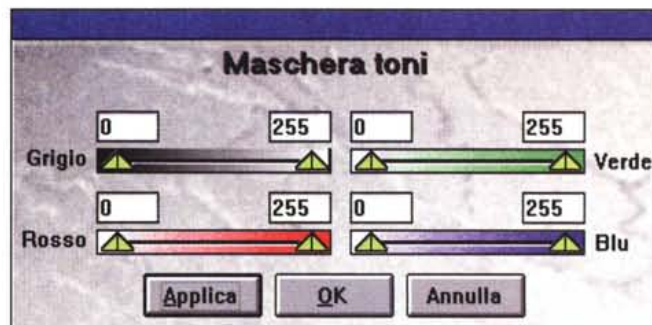 Maschera toni
0 255 0 255
Grigio Verde
0 255 0 255
Rosso Blu
Applica OK Annulla